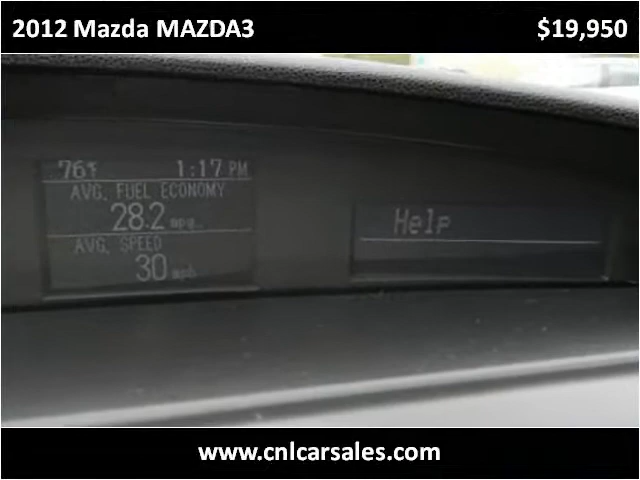 2012 Mazda MAZDA3 $19,950
76°F 1:17 PM
AVG. FUEL ECONOMY
28.2 mpg
AVG. SPEED
30 mph
Help
www.cnlcarsales.com